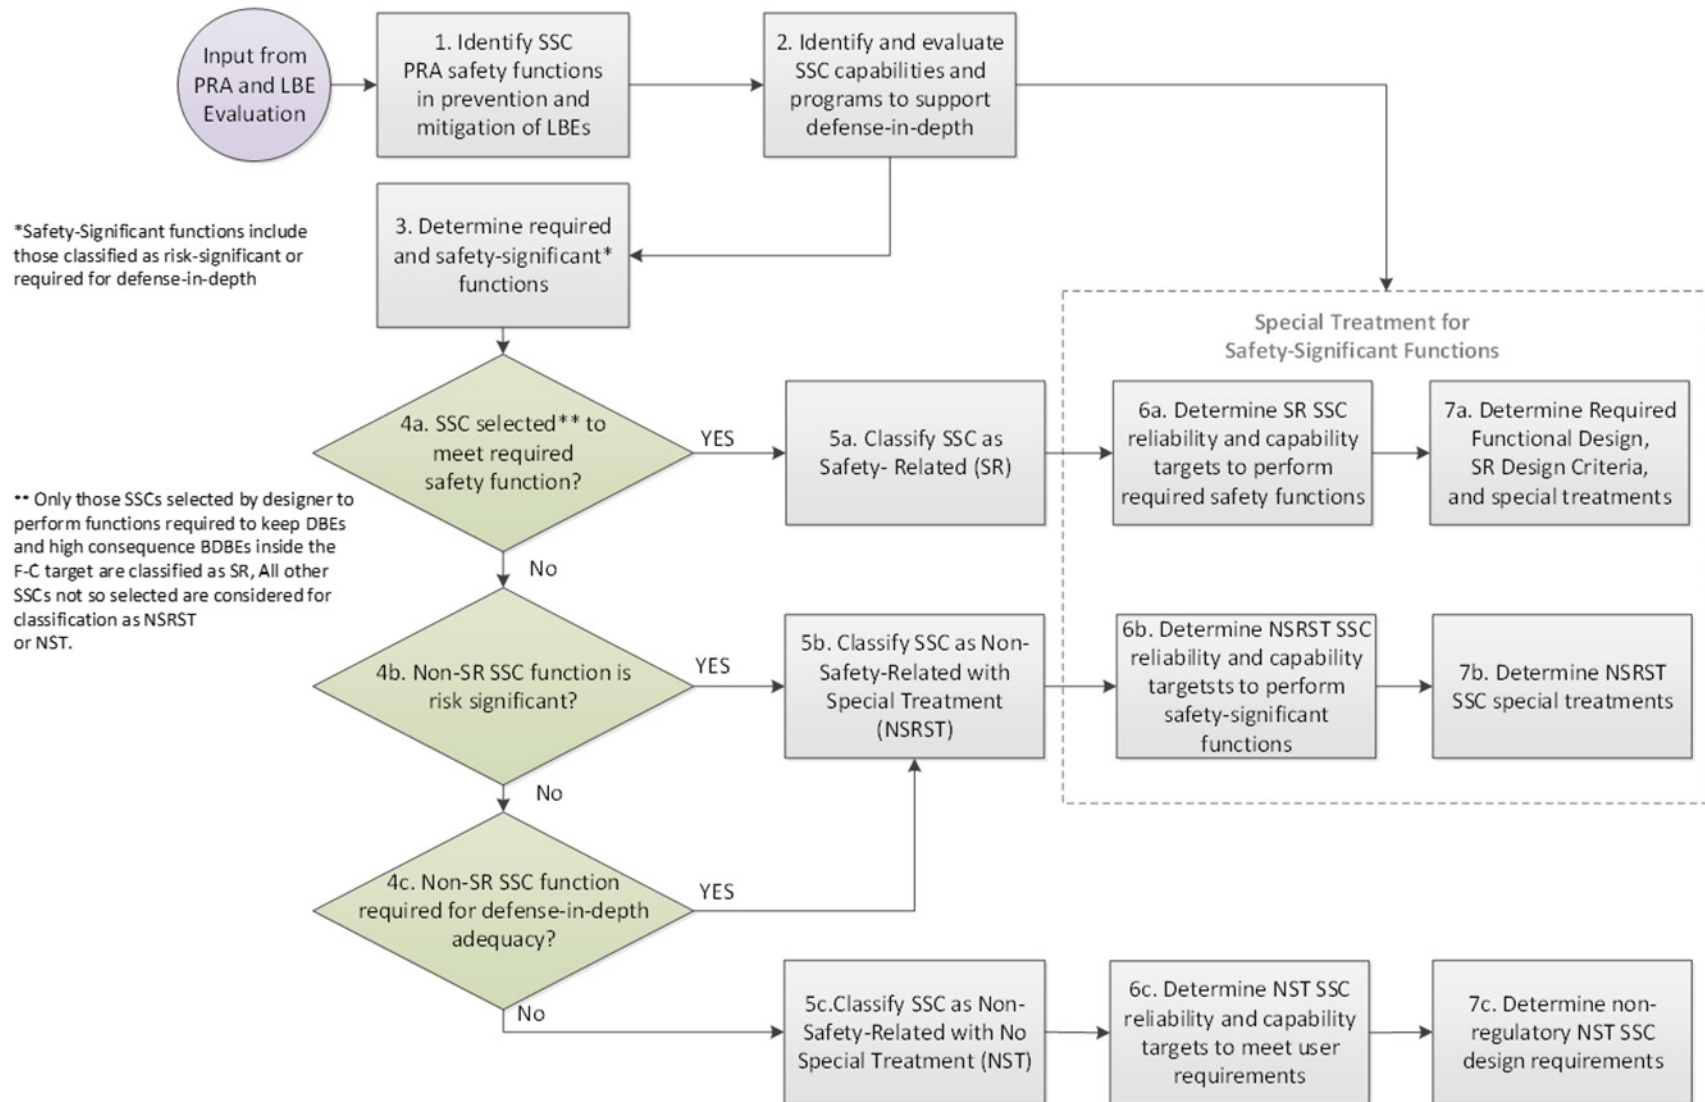 Input from
PRA and LBE
Evaluation
1. Identify SSC
PRA safety functions
in prevention and
mitigation of LBEs
2. Identify and evaluate
SSC capabilities and
programs to support
defense-in-depth
*Safety-Significant functions include
those classified as risk-significant or
required for defense-in-depth
3. Determine required
and safety-significant*
functions
Special Treatment for
Safety-Significant Functions
** Only those SSCs selected by designer to
perform functions required to keep DBEs
and high consequence BDBEs inside the
F-C target are classified as SR, All other
SSCs not so selected are considered for
classification as NSRST
or NST.
4a. SSC selected** to
meet required
safety function?
YES
5a. Classify SSC as
Safety- Related (SR)
6a. Determine SR SSC
reliability and capability
targets to perform
required safety functions
7a. Determine Required
Functional Design,
SR Design Criteria,
and special treatments
No
4b. Non-SR SSC function is
risk significant?
YES
5b. Classify SSC as Non-
Safety-Related with
Special Treatment
(NSRST)
6b. Determine NSRST SSC
reliability and capability
targetsts to perform
safety-significant
functions
7b. Determine NSRST
SSC special treatments
No
4c. Non-SR SSC function
required for defense-in-depth
adequacy?
YES
No
5c.Classify SSC as Non-
Safety-Related with No
Special Treatment (NST)
6c. Determine NST SSC
reliability and capability
targets to meet user
requirements
7c. Determine non-
regulatory NST SSC
design requirements